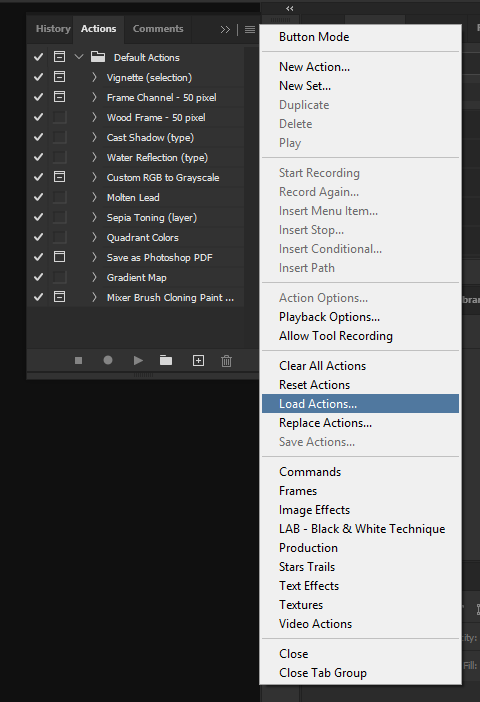 History
Actions
Comments
Default Actions
Vignette (selection)
Frame Channel - 50 pixel
Wood Frame - 50 pixel
Cast Shadow (type)
Water Reflection (type)
Custom RGB to Grayscale
Molten Lead
Sepia Toning (layer)
Quadrant Colors
Save as Photoshop PDF
Gradient Map
Mixer Brush Cloning Paint ...
Button Mode
New Action...
New Set...
Duplicate
Delete
Play
Start Recording
Record Again...
Insert Menu Item...
Insert Stop...
Insert Conditional...
Insert Path
Action Options...
Playback Options...
Allow Tool Recording
Clear All Actions
Reset Actions
Load Actions...
Replace Actions...
Save Actions...
Commands
Frames
Image Effects
LAB - Black & White Technique
Production
Stars Trails
Text Effects
Textures
Video Actions
Close
Close Tab Group
Fill: